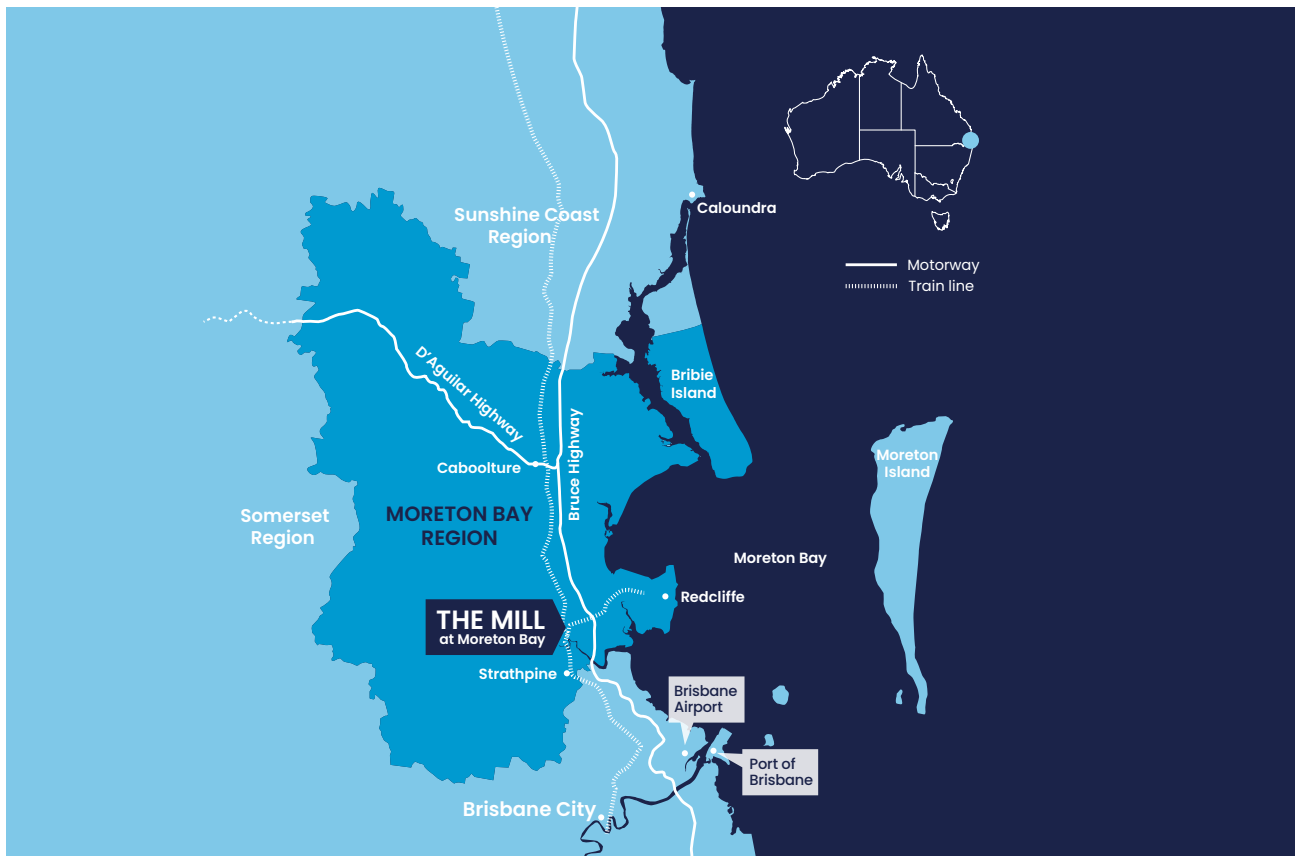 Caloundra
Sunshine Coast
Region
Motorway
Train line
D'Aguilar Highway
Bribie
Island
Bruce Highway
Caboolture
Moreton
Island
Somerset
Region
MORETON BAY
REGION
Moreton Bay
Redcliffe
THE MILL
at Moreton Bay
Strathpine
Brisbane
Airport
Port of
Brisbane
Brisbane City